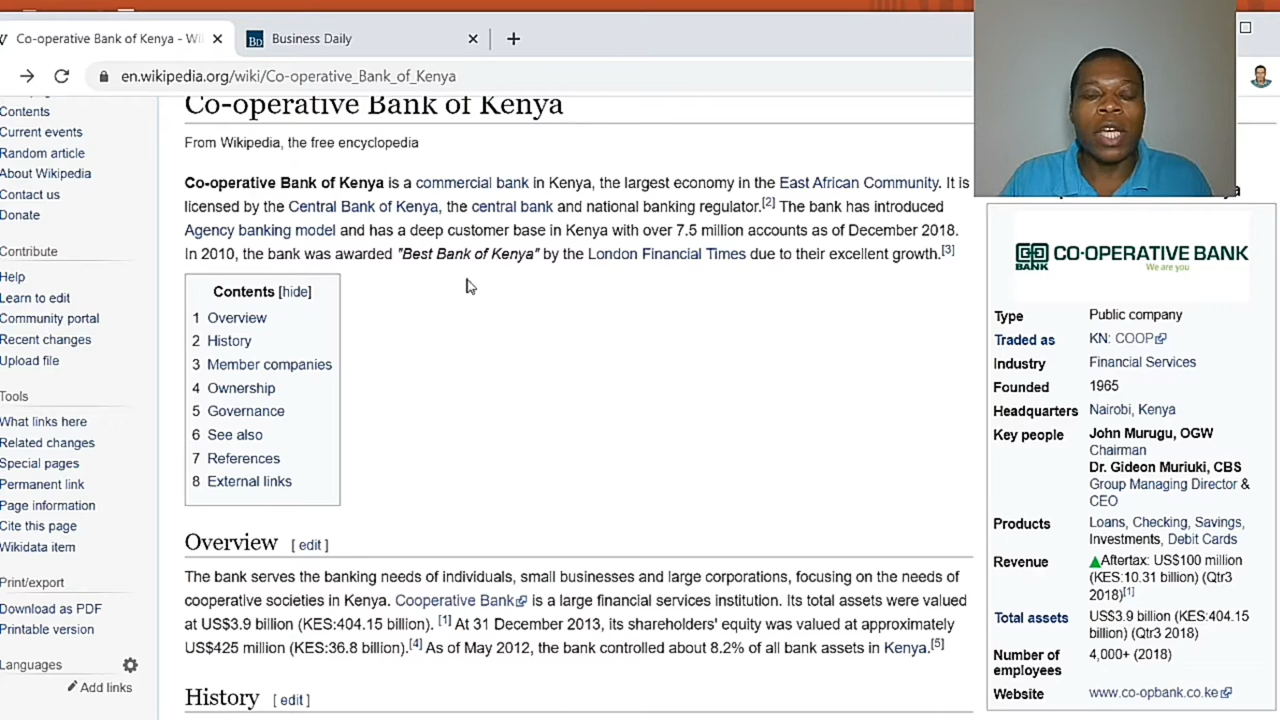 Co-operative Bank of Kenya - Wi
Business Daily
en.wikipedia.org/wiki/Co-operative_Bank_of_Kenya
Contents
Current events
Random article
About Wikipedia
Contact us
Donate
Contribute
Help
Learn to edit
Community portal
Recent changes
Upload file
Tools
What links here
Related changes
Special pages
Permanent link
Page information
Cite this page
Wikidata item
Print/export
Download as PDF
Printable version
Languages
Add links
Co-operative Bank of Kenya
From Wikipedia, the free encyclopedia
Co-operative Bank of Kenya is a commercial bank in Kenya, the largest economy in the East African Community. It is
licensed by the Central Bank of Kenya, the central bank and national banking regulator.[2] The bank has introduced
Agency banking model and has a deep customer base in Kenya with over 7.5 million accounts as of December 2018.
In 2010, the bank was awarded "Best Bank of Kenya" by the London Financial Times due to their excellent growth.[3]
Contents [hide]
1 Overview
2 History
3 Member companies
4 Ownership
5 Governance
6 See also
7 References
8 External links
Overview [ edit ]
The bank serves the banking needs of individuals, small businesses and large corporations, focusing on the needs of
cooperative societies in Kenya. Cooperative Bank is a large financial services institution. Its total assets were valued
at US$3.9 billion (KES:404.15 billion). [1] At 31 December 2013, its shareholders' equity was valued at approximately
US$425 million (KES:36.8 billion).[4] As of May 2012, the bank controlled about 8.2% of all bank assets in Kenya.[5]
History [ edit ]
BANK CO-OPERATIVE BANK
We are you
Type Public company
Traded as KN: COOP
Industry Financial Services
Founded 1965
Headquarters Nairobi, Kenya
Key people John Murugu, OGW
Chairman
Dr. Gideon Muriuki, CBS
Group Managing Director &
CEO
Products Loans, Checking, Savings,
Investments, Debit Cards
Revenue Aftertax: US$100 million
(KES:10.31 billion) (Qtr3
2018)[1]
Total assets US$3.9 billion (KES:404.15
billion) (Qtr3 2018)
Number of 4,000+ (2018)
employees
Website www.co-opbank.co.ke